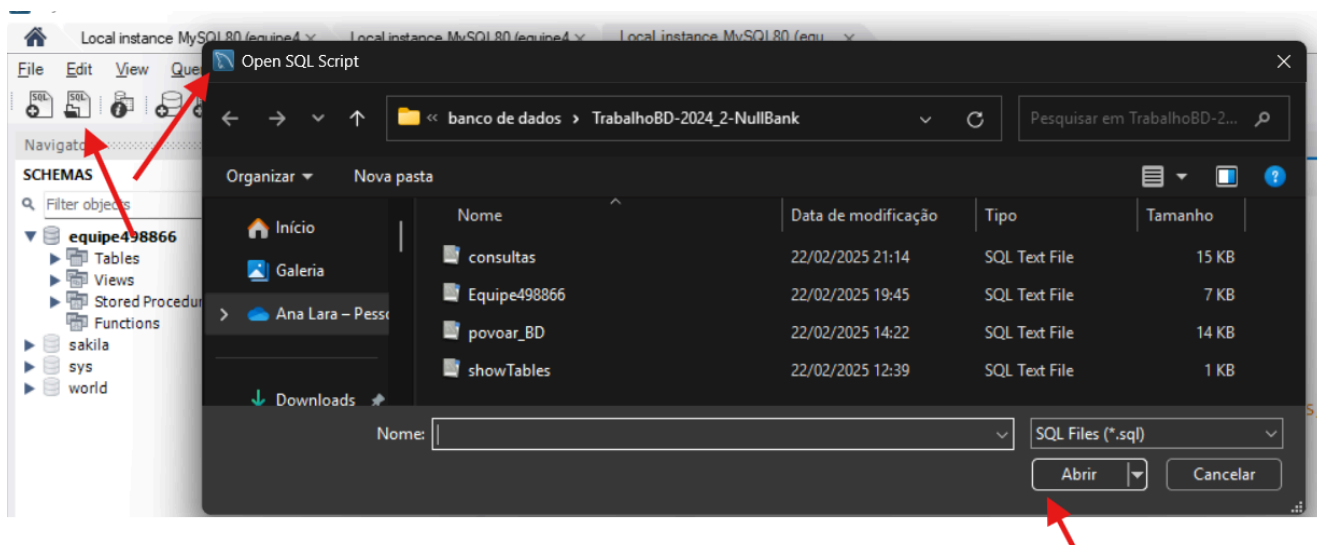 Local instance MySQL80 (equipe4 × Local instance MySQL80 (equipe4 × Local instance MySQL80 (equ ×
Open SQL Script
File Edit View
SQL SQL
banco de dados › TrabalhoBD-2024_2-NullBank
Pesquisar em TrabalhoBD-2...
SCHEMAS
Organizar Nova pasta
Filter objects
Nome Data de modificação Tipo Tamanho
equipe498866
Tables
Views
Functions
sakila
sys
world
Início
Galeria
Ana Lara –
Downloads
consultas 22/02/2025 21:14 SQL Text File 15 KB
Equipe498866 22/02/2025 19:45 SQL Text File 7 KB
povoar_BD 22/02/2025 14:22 SQL Text File 14 KB
showTables 22/02/2025 12:39 SQL Text File 1 KB
Nome: SQL Files (*.sql)
Abrir Cancelar